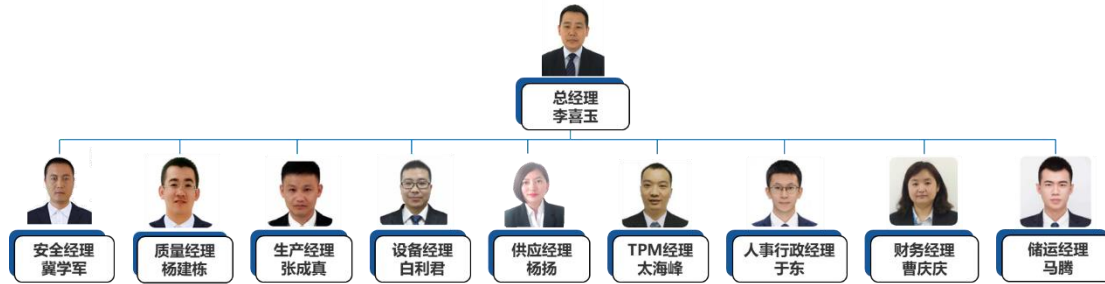 总经理
李喜玉
安全经理
冀学军
质量经理
杨建栋
生产经理
张成真
设备经理
白利君
供应经理
杨扬
TPM经理
太海峰
人事行政经理
于东
财务经理
曹庆庆
储运经理
马腾